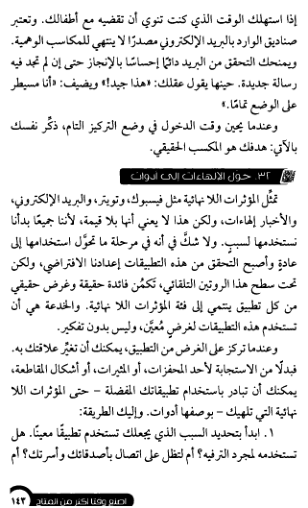 إذا استهلك الوقت الذي كنت تنوي أن تقضيه مع أطفالك. وتعتبر
صناديق الوارد بالبريد الإلكتروني مصدرًا لا ينتهي للمكاسب الوهمية.
ويمنحك التحقق من البريد دائمًا إحساسًا بالإنجاز حتى إن لم تجد فيه
رسالة جديدة. حينها يقول عقلك: «هذا جيد!» ويضيف: «أنا مسيطر
على الوضع تمامًا.»
وعندما يحين وقت الدخول في وضع التركيز التام، ذكِّر نفسك
بالآتي: هدفك هو المكسب الحقيقي.
٣٢. حول الإلهاءات إلى أدوات
تمثِّل المؤثرات اللا نهائية مثل فيسبوك، وتويتر، والبريد الإلكتروني،
والأخبار إلهاءات، ولكن هذا لا يعني أنها بلا قيمة، لأننا جميعًا بدأنا
نستخدمها لسبب. ولا شكَّ في أنه في مرحلة ما تحوَّل استخدامها إلى
عادةٍ وأصبح التحقق من هذه التطبيقات إعدادنا الافتراضي، ولكن
تحت سطح هذا الروتين التلقائي، تكمُن فائدة حقيقة وغرض حقيقي
من كل تطبيق ينتمي إلى فئة المؤثرات اللا نهائية. والخدعة هي أن
تستخدم هذه التطبيقات لغرضٍ مُعيَّن، وليس بدون تفكير.
وعندما تركز على الغرض من التطبيق، يمكنك أن تغيِّر علاقتك به.
فبدلًا من الاستجابة لأحد المحفزات، أو المثيرات، أو أشكال المقاطعة،
يمكنك أن تبادر باستخدام تطبيقاتك المفضلة – حتى المؤثرات اللا
نهائية التي تلهيك – بوصفها أدوات. وإليك الطريقة:
١. ابدأ بتحديد السبب الذي يجعلك تستخدم تطبيقًا معينًا. هل
تستخدمه لمجرد الترفيه؟ أم لتظل على اتصال بأصدقائك وأسرتك؟ أم
اصنع وقتا أكثر من المتاح
١٤٣